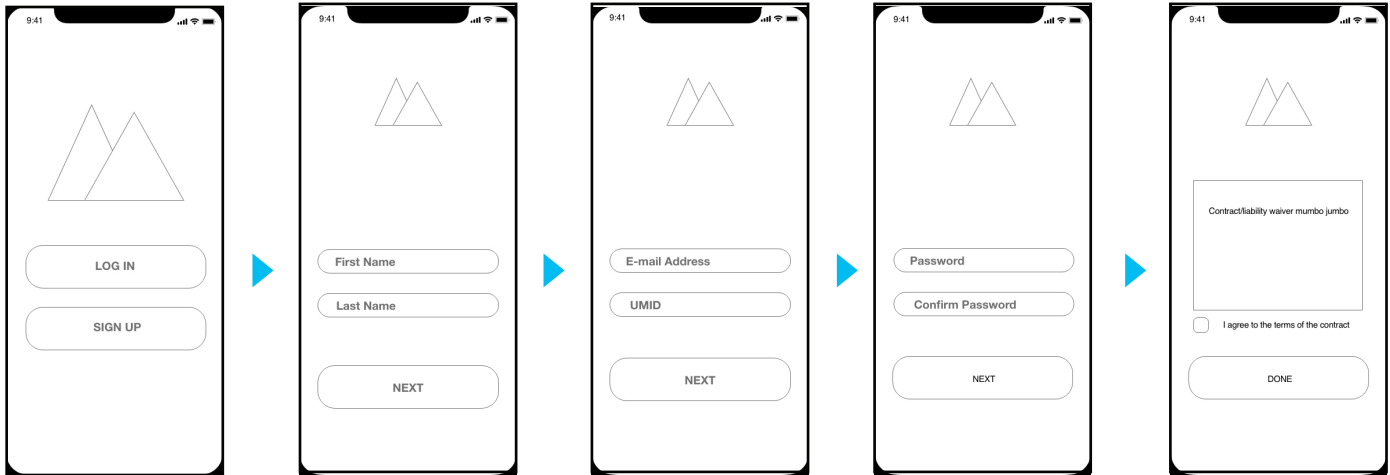 9:41
LOG IN
SIGN UP
9:41
First Name
Last Name
NEXT
9:41
E-mail Address
UMID
NEXT
9:41
Password
Confirm Password
NEXT
9:41
Contract/liability waiver mumbo jumbo
I agree to the terms of the contract
DONE